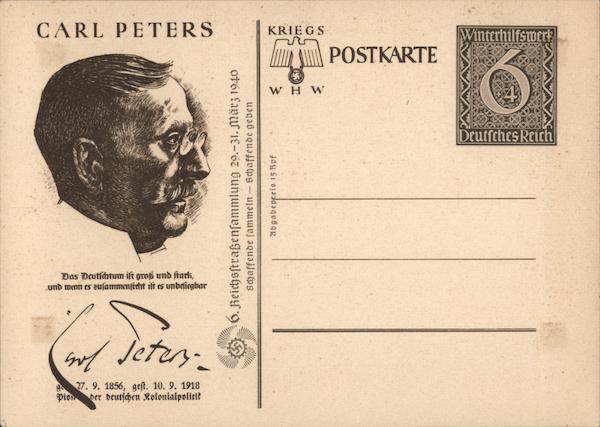 CARL PETERS
Das Deutschtum ist groß und stark,
und wenn es zusammensteht ist es unbesiegbar
Carl Peters
27. 9. 1856, gest. 10. 9. 1918
der deutschen Kolonialpolitik
6. Reichsstraßensammlung 29.-31. März 1940
Schaffende sammeln – Schaffende geben
KRIEGS
WHW
POSTKARTE
Winterhilfswerk
6
+4
Deutsches Reich
Abgabepreis 15 Rpf